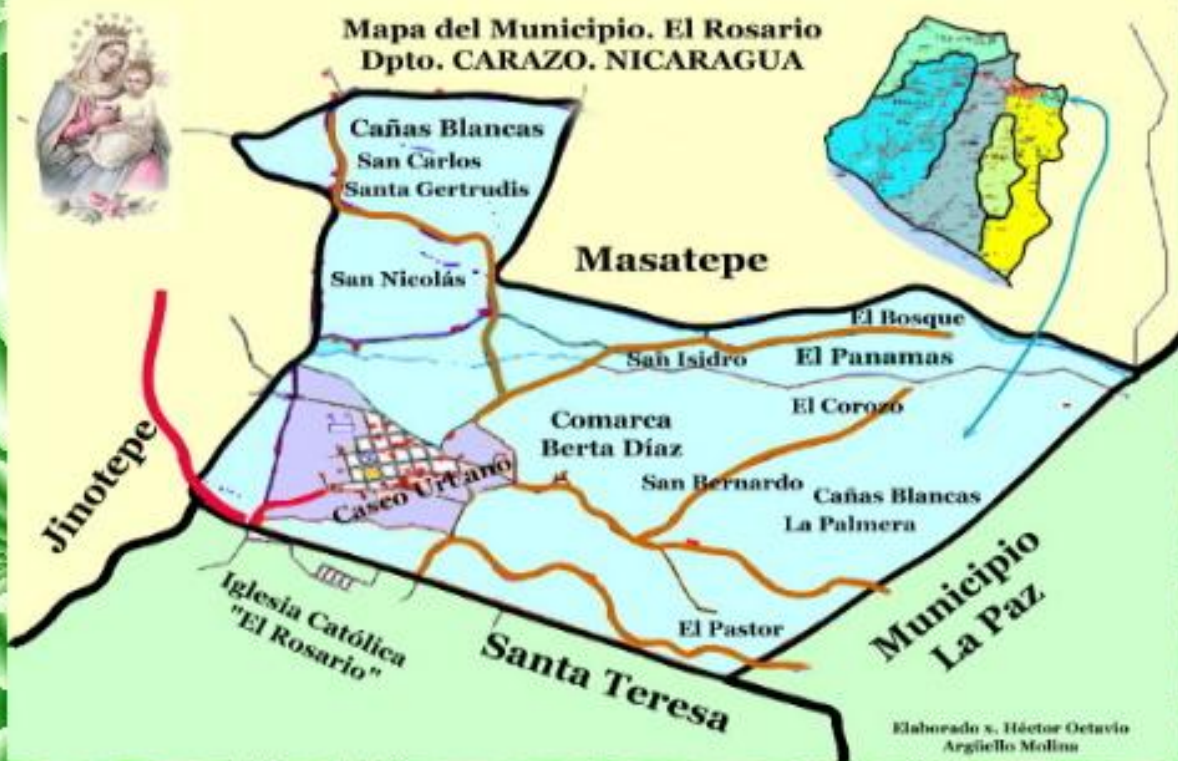 Mapa del Municipio. El Rosario
Dpto. CARAZO. NICARAGUA
Cañas Blancas
San Carlos
Santa Gertrudis
Masatepe
San Nicolás
El Bosque
San Isidro
El Panamas
El Corozo
Comarca
Berta Díaz
Jinotepe
Casco Urbano
San Bernardo
Cañas Blancas
La Palmera
Municipio
La Paz
Iglesia Católica
"El Rosario"
El Pastor
Santa Teresa
Elaborado x. Héctor Octavio
Argüello Molina